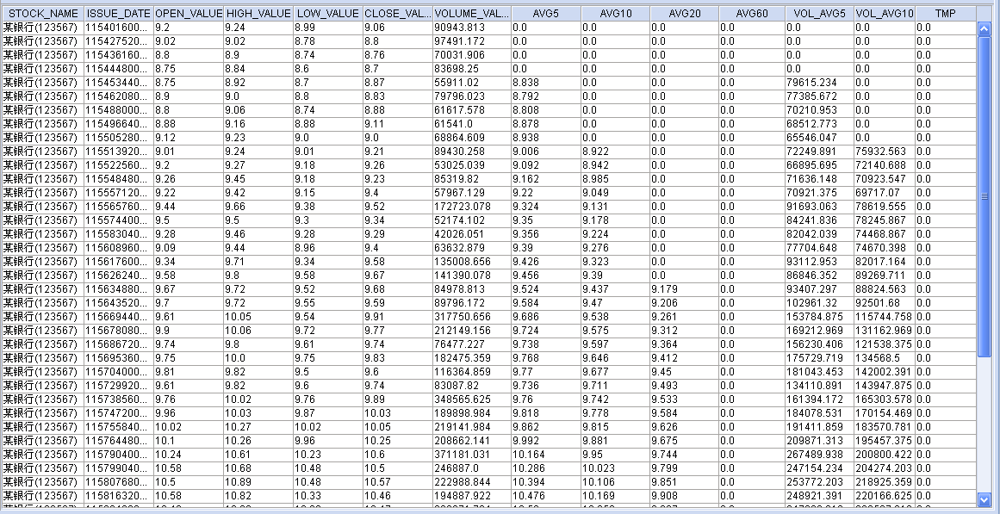 STOCK_NAME ISSUE_DATE OPEN_VALUE HIGH_VALUE LOW_VALUE CLOSE_VAL... VOLUME_VAL... AVG5 AVG10 AVG20 AVG60 VOL_AVG5 VOL_AVG10 TMP
某银行(123567) 115401600... 9.2 9.24 8.99 9.06 90943.813 0.0 0.0 0.0 0.0 0.0 0.0 0.0
某银行(123567) 115427520... 9.02 9.02 8.78 8.8 97491.172 0.0 0.0 0.0 0.0 0.0 0.0 0.0
某银行(123567) 115436160... 8.8 8.9 8.74 8.76 70031.906 0.0 0.0 0.0 0.0 0.0 0.0 0.0
某银行(123567) 115444800... 8.75 8.84 8.6 8.7 83698.25 0.0 0.0 0.0 0.0 0.0 0.0 0.0
某银行(123567) 115453440... 8.75 8.92 8.7 8.87 55911.02 8.838 0.0 0.0 0.0 79615.234 0.0 0.0
某银行(123567) 115462080... 8.9 9.0 8.8 8.83 79796.023 8.792 0.0 0.0 0.0 77385.672 0.0 0.0
某银行(123567) 115488000... 8.8 9.06 8.74 8.88 61617.578 8.808 0.0 0.0 0.0 70210.953 0.0 0.0
某银行(123567) 115496640... 8.88 9.16 8.88 9.11 61541.0 8.878 0.0 0.0 0.0 68512.773 0.0 0.0
某银行(123567) 115505280... 9.12 9.23 9.0 9.0 68864.609 8.938 0.0 0.0 0.0 65546.047 0.0 0.0
某银行(123567) 115513920... 9.01 9.24 9.01 9.21 89430.258 9.006 8.922 0.0 0.0 72249.891 75932.563 0.0
某银行(123567) 115522560... 9.2 9.27 9.18 9.26 53025.039 9.092 8.942 0.0 0.0 66895.695 72140.688 0.0
某银行(123567) 115548480... 9.26 9.45 9.18 9.23 85319.82 9.162 8.985 0.0 0.0 71636.148 70923.547 0.0
某银行(123567) 115557120... 9.22 9.42 9.15 9.4 57967.129 9.22 9.049 0.0 0.0 70921.375 69717.07 0.0
某银行(123567) 115565760... 9.44 9.66 9.38 9.52 172723.078 9.324 9.131 0.0 0.0 91693.063 78619.555 0.0
某银行(123567) 115574400... 9.5 9.5 9.3 9.34 52174.102 9.35 9.178 0.0 0.0 84241.836 78245.867 0.0
某银行(123567) 115583040... 9.28 9.46 9.28 9.29 42026.051 9.356 9.224 0.0 0.0 82042.039 74468.867 0.0
某银行(123567) 115608960... 9.09 9.44 8.96 9.4 63632.879 9.39 9.276 0.0 0.0 77704.648 74670.398 0.0
某银行(123567) 115617600... 9.34 9.71 9.34 9.58 135008.656 9.426 9.323 0.0 0.0 93112.953 82017.164 0.0
某银行(123567) 115626240... 9.58 9.8 9.58 9.67 141390.078 9.456 9.39 0.0 0.0 86846.352 89269.711 0.0
某银行(123567) 115634880... 9.67 9.72 9.52 9.68 84978.813 9.524 9.437 9.179 0.0 93407.297 88824.563 0.0
某银行(123567) 115643520... 9.7 9.72 9.55 9.59 89796.172 9.584 9.47 9.206 0.0 102961.32 92501.68 0.0
某银行(123567) 115669440... 9.61 10.05 9.54 9.91 317750.656 9.686 9.538 9.261 0.0 153784.875 115744.758 0.0
某银行(123567) 115678080... 9.9 10.06 9.72 9.77 212149.156 9.724 9.575 9.312 0.0 169212.969 131162.969 0.0
某银行(123567) 115686720... 9.74 9.8 9.61 9.74 76477.227 9.738 9.597 9.364 0.0 156230.406 121538.375 0.0
某银行(123567) 115695360... 9.75 10.0 9.75 9.83 182475.359 9.768 9.646 9.412 0.0 175729.719 134568.5 0.0
某银行(123567) 115704000... 9.81 9.82 9.5 9.6 116364.859 9.77 9.677 9.45 0.0 181043.453 142002.391 0.0
某银行(123567) 115729920... 9.61 9.82 9.6 9.74 83087.82 9.736 9.711 9.493 0.0 134110.891 143947.875 0.0
某银行(123567) 115738560... 9.76 10.02 9.76 9.89 348565.625 9.76 9.742 9.533 0.0 161394.172 165303.578 0.0
某银行(123567) 115747200... 9.96 10.03 9.87 10.03 189898.984 9.818 9.778 9.584 0.0 184078.531 170154.469 0.0
某银行(123567) 115755840... 10.02 10.27 10.02 10.05 219141.984 9.862 9.815 9.626 0.0 191411.859 183570.781 0.0
某银行(123567) 115764480... 10.1 10.26 9.96 10.25 208662.141 9.992 9.881 9.675 0.0 209871.313 195457.375 0.0
某银行(123567) 115790400... 10.24 10.61 10.23 10.6 371181.031 10.164 9.95 9.744 0.0 267489.938 200800.422 0.0
某银行(123567) 115799040... 10.58 10.68 10.48 10.5 246887.0 10.286 10.023 9.799 0.0 247154.234 204274.203 0.0
某银行(123567) 115807680... 10.5 10.89 10.48 10.57 222988.844 10.394 10.106 9.851 0.0 253772.203 218925.359 0.0
某银行(123567) 115816320... 10.58 10.82 10.33 10.46 194887.922 10.476 10.169 9.908 0.0 248921.391 220166.625 0.0